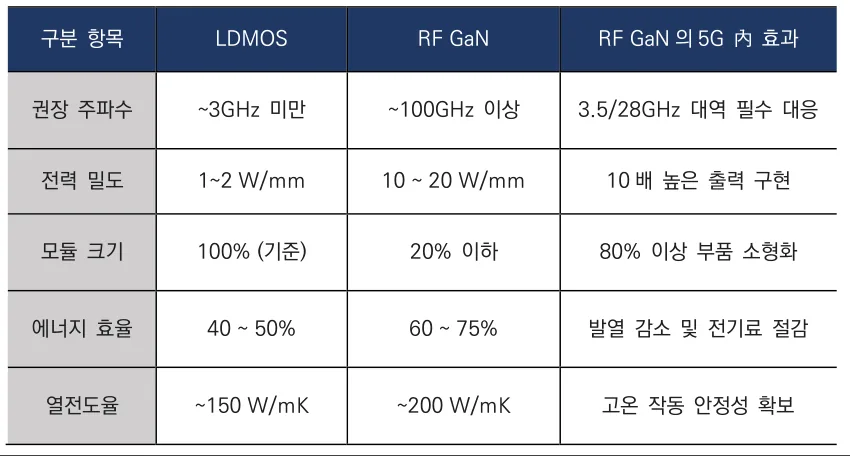 구분 항목 LDMOS RF GaN RF GaN의 5G 內 효과
권장 주파수 ~3GHz 미만 ~100GHz 이상 3.5/28GHz 대역 필수 대응
전력 밀도 1~2 W/mm 10 ~ 20 W/mm 10배 높은 출력 구현
모듈 크기 100% (기준) 20% 이하 80% 이상 부품 소형화
에너지 효율 40 ~ 50% 60 ~ 75% 발열 감소 및 전기료 절감
열전도율 ~150 W/mK ~200 W/mK 고온 작동 안정성 확보